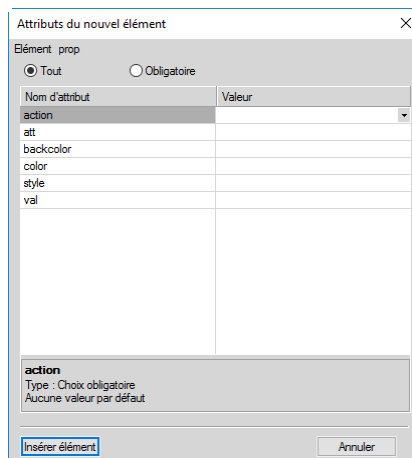 Attributs du nouvel élément
Elément prop
Tout Obligatoire
Nom d'attribut Valeur
action
att
backcolor
color
style
val
action
Type : Choix obligatoire
Aucune valeur par défaut
Insérer élément Annuler